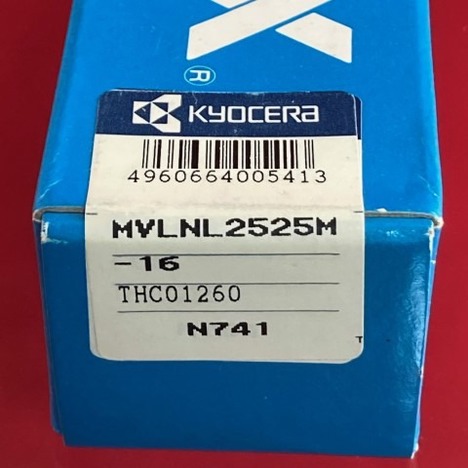 X
®
KYOCERA
4960664005413
MVLNL2525M
-16
THC01260
N741
T